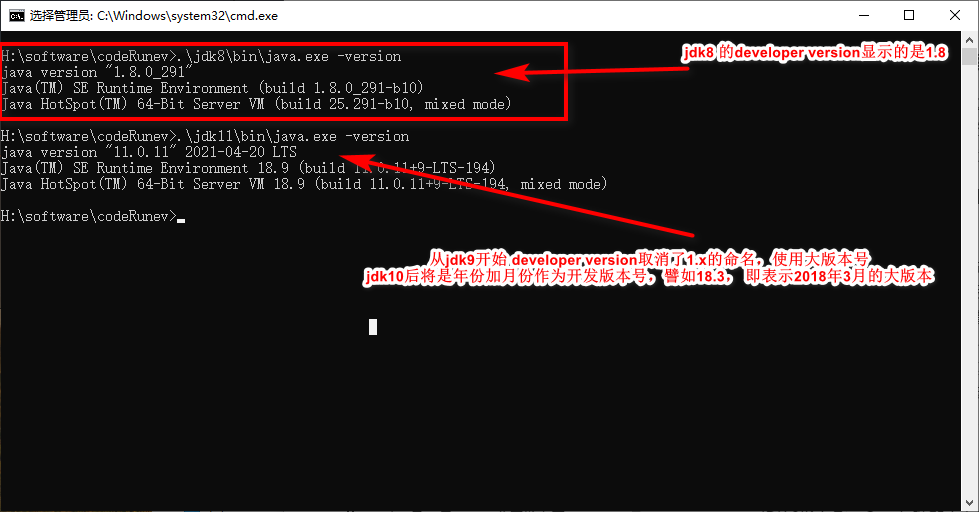 选择管理员: C:\Windows\system32\cmd.exe
H:\software\codeRunev>.\jdk8\bin\java.exe -version
jdk8 的developer version显示的是1.8
java version "1.8.0_291"
Java(TM) SE Runtime Environment (build 1.8.0_291-b10)
Java HotSpot(TM) 64-Bit Server VM (build 25.291-b10, mixed mode)
H:\software\codeRunev>.\jdk11\bin\java.exe -version
java version "11.0.11" 2021-04-20 LTS
Java(TM) SE Runtime Environment 18.9 (build 11.0.11+9-LTS-194)
Java HotSpot(TM) 64-Bit Server VM 18.9 (build 11.0.11+9-LTS-194, mixed mode)
H:\software\codeRunev>
从jdk9开始 developer version取消了1.x的命名，使用大版本号
jdk10后将是年份加月份作为开发版本号，譬如18.3， 即表示2018年3月的大版本